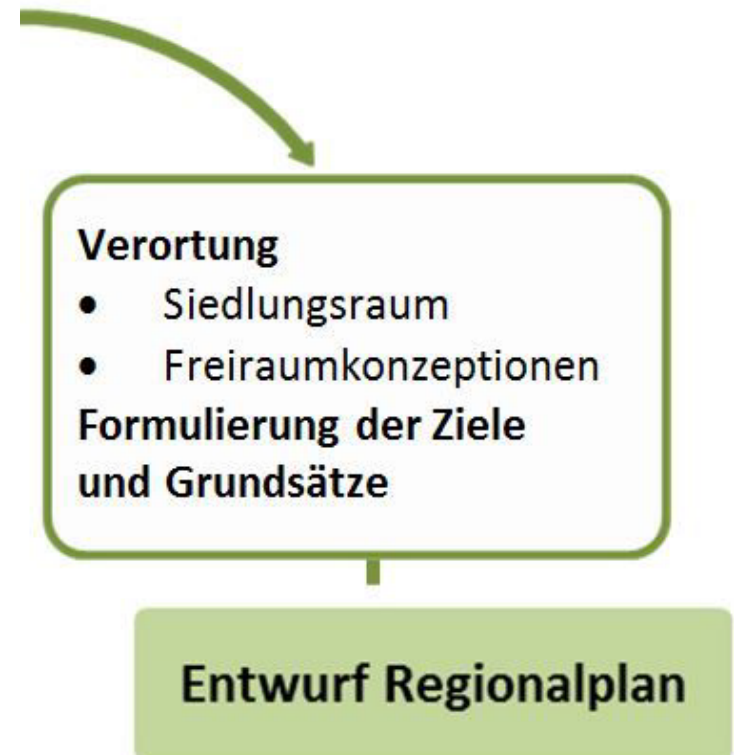 Verortung
• Siedlungsraum
• Freiraumkonzeptionen
Formulierung der Ziele
und Grundsätze
Entwurf Regionalplan